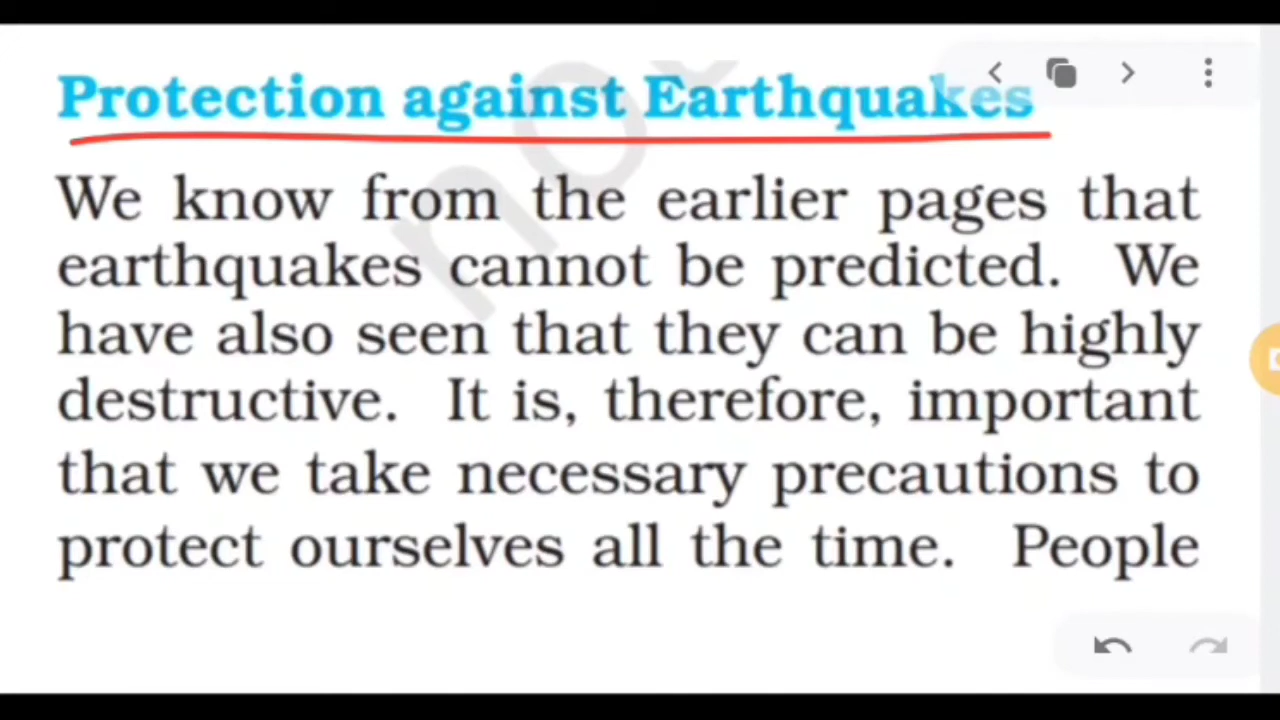 Protection against Earthquakes
We know from the earlier pages that
earthquakes cannot be predicted. We
have also seen that they can be highly
destructive. It is, therefore, important
that we take necessary precautions to
protect ourselves all the time. People